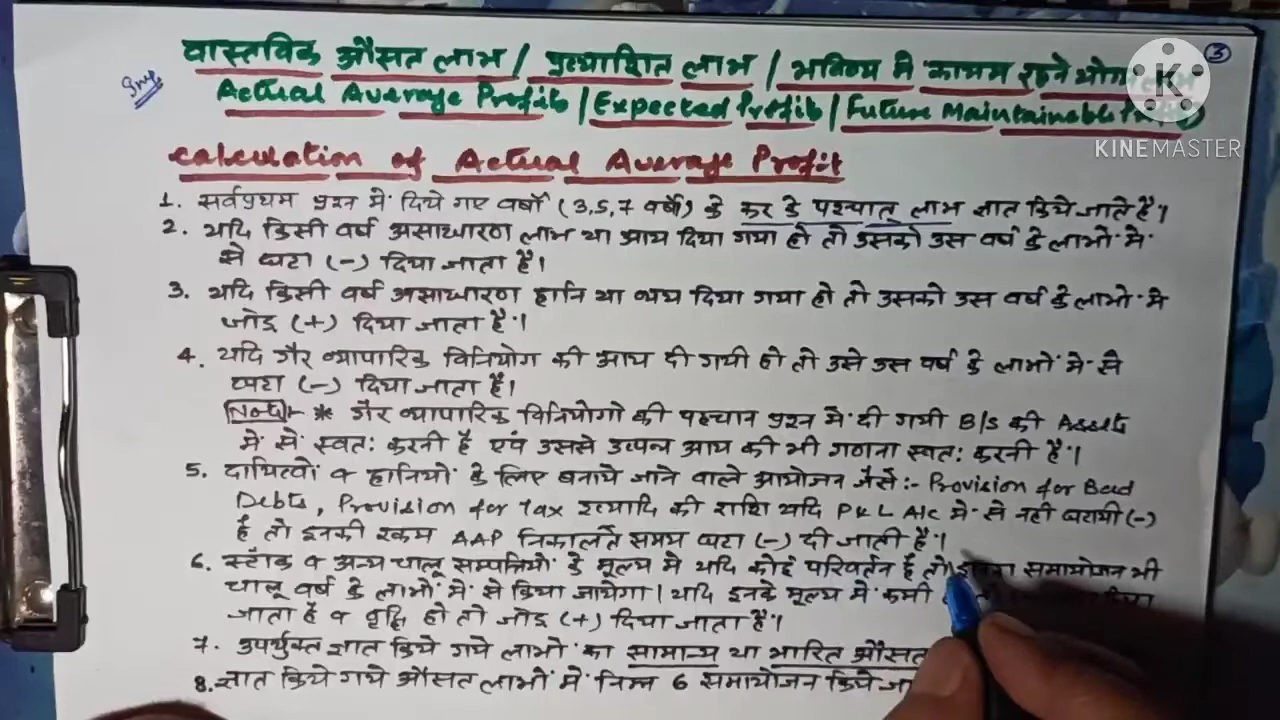 वास्तविक औसत लाभ / प्रत्याशित लाभ / भविष्य मे कायम रहने योग्य
3
Imp
Actual Average Profits / Expected Profits / Future Maintainable
K
KINEMASTER
Calculation of Actual Average Profit
1. सर्वप्रथम प्रश्न में दिये गए वर्षों (3,5,7 वर्षो) के कर के पश्चात् लाभ ज्ञात किये जाते है।
2. यदि किसी वर्ष असाधारण लाभ या आय दिया गया हो तो उसको उस वर्ष के लाभों में
से घटा (-) दिया जाता है।
3. यदि किसी वर्ष असाधारण हानि या व्यय दिया गया हो तो उसको उस वर्ष के लाभो मे
जोड़ (+) दिया जाता है।
4. यदि गैर व्यापारिक विनियोग की आय दी गयी हो तो उसे उस वर्ष के लाभों में से
घटा (-) दिया जाता है।
Note:- * गैर व्यापारिक विनियोगो की पहचान प्रश्न मे दी गयी B/S की Assets
मे से स्वतः करनी है एवं उससे उत्पन्न आय की भी गणना स्वतः करनी है।
5. दायित्वों व हानियों के लिए बनाये जाने वाले आयोजन जैसे:- Provision for Bad
Debts, Provision for Tax इत्यादि की राशि यदि P&L A/c मे से नही घटायी (-)
है तो इनकी रकम AAP निकालते समय घटा (-) दी जाती है।
6. स्टॉक व अन्य चालू सम्पत्तियों के मूल्य मे यदि कोई परिवर्तन है तो समायोजन भी
चालू वर्ष के लाभों में से किया जायेगा। यदि इनके मूल्य में कमी
जाता है व वृद्धि हो तो जोड़ (+) दिया जाता है।
7. उपर्युक्त ज्ञात किये गये लाभों का सामान्य या भारित औसत
8. ज्ञात किये गये औसत लाभों में निम्न 6 समायोजन किये